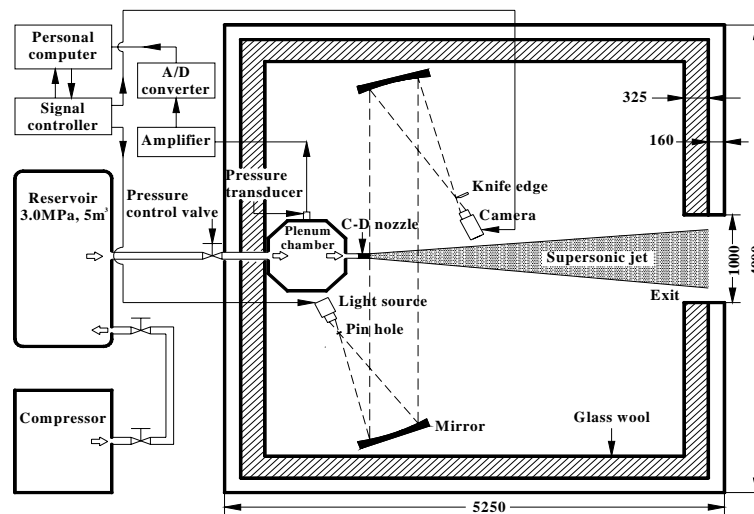 Personal
computer
A/D
converter
Signal
controller
Amplifier
Pressure
transducer
Reservoir
3.0MPa, 5m³
Pressure
control valve
Plenum
chamber
C-D nozzle
Knife edge
Camera
325
160
1000
Supersonic jet
Exit
Light source
Pin hole
Compressor
Mirror
Glass wool
5250